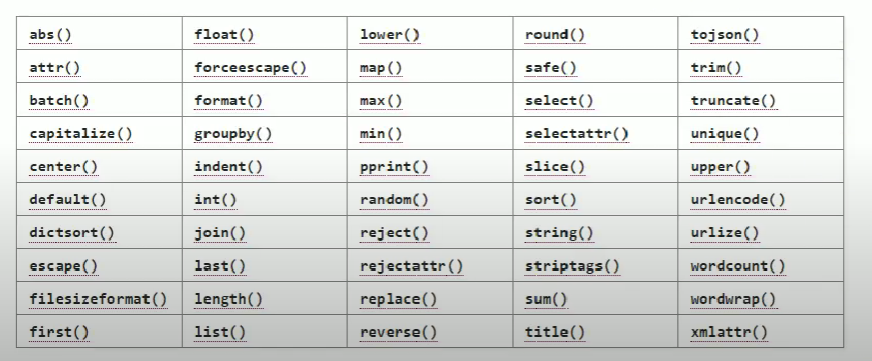 abs() float() lower() round() tojson()
attr() forceescape() map() safe() trim()
batch() format() max() select() truncate()
capitalize() groupby() min() selectattr() unique()
center() indent() pprint() slice() upper()
default() int() random() sort() urlencode()
dictsort() join() reject() string() urlize()
escape() last() rejectattr() striptags() wordcount()
filesizeformat() length() replace() sum() wordwrap()
first() list() reverse() title() xmlattr()